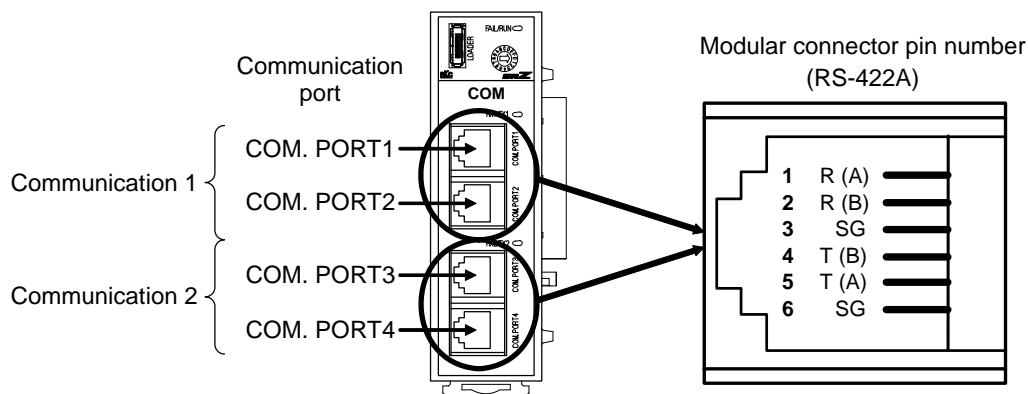 FAIL/RUN
LOADER
COM
Communication
port
Modular connector pin number
(RS-422A)
Communication 1
COM. PORT1
COM. PORT2
COM.PORT1
COM.PORT2
Communication 2
COM. PORT3
COM. PORT4
COM.PORT3
COM.PORT4
1 R (A)
2 R (B)
3 SG
4 T (B)
5 T (A)
6 SG